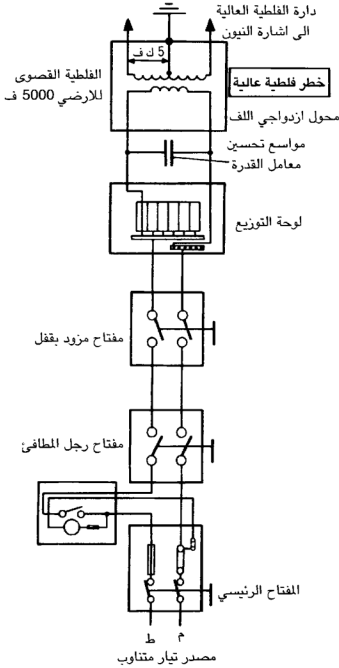 دارة الفلطية العالية
الى اشارة النيون
5 ك ف
الفلطية القصوى
للارضي 5000 ف
خطر فلطية عالية
محول ازدواجي اللف
مواسع تحسين
معامل القدرة
لوحة التوزيع
مفتاح مزود بقفل
مفتاح رجل المطافئ
المفتاح الرئيسي
ط
م
مصدر تيار متناوب